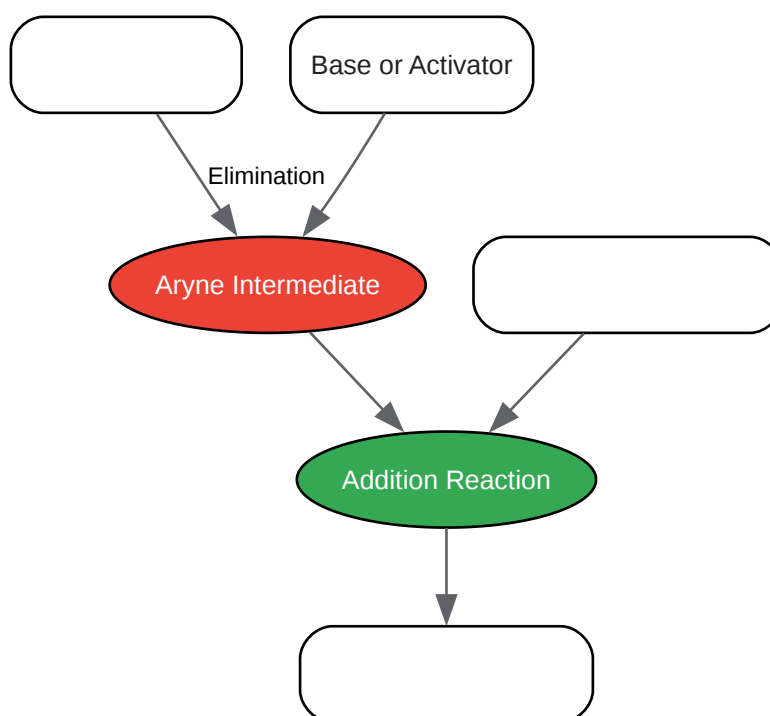 Base or Activator
Elimination
Aryne Intermediate
Addition Reaction